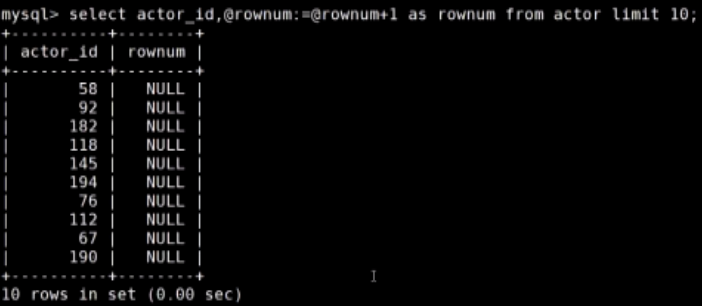 mysql> select actor_id,@rownum:=@rownum+1 as rownum from actor limit 10;
+----------+--------+
| actor_id | rownum |
+----------+--------+
|       58 |   NULL |
|       92 |   NULL |
|      182 |   NULL |
|      118 |   NULL |
|      145 |   NULL |
|      194 |   NULL |
|       76 |   NULL |
|      112 |   NULL |
|       67 |   NULL |
|      190 |   NULL |
+----------+--------+
10 rows in set (0.00 sec)